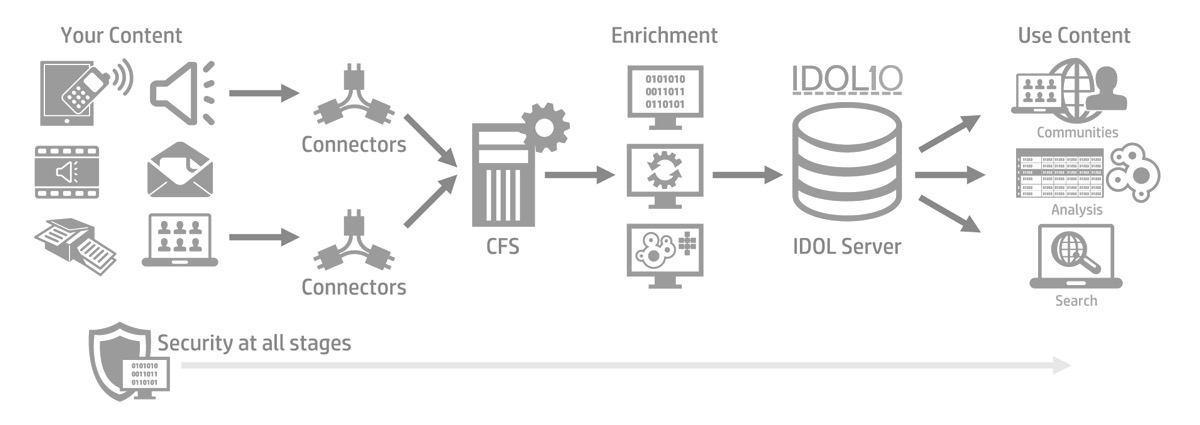 Your Content
Enrichment
Use Content
0101010
0011011
0110101
IDOL10
Connectors
Communities
Analysis
CFS
IDOL Server
Connectors
Search
Security at all stages
0101010
0011011
0110101